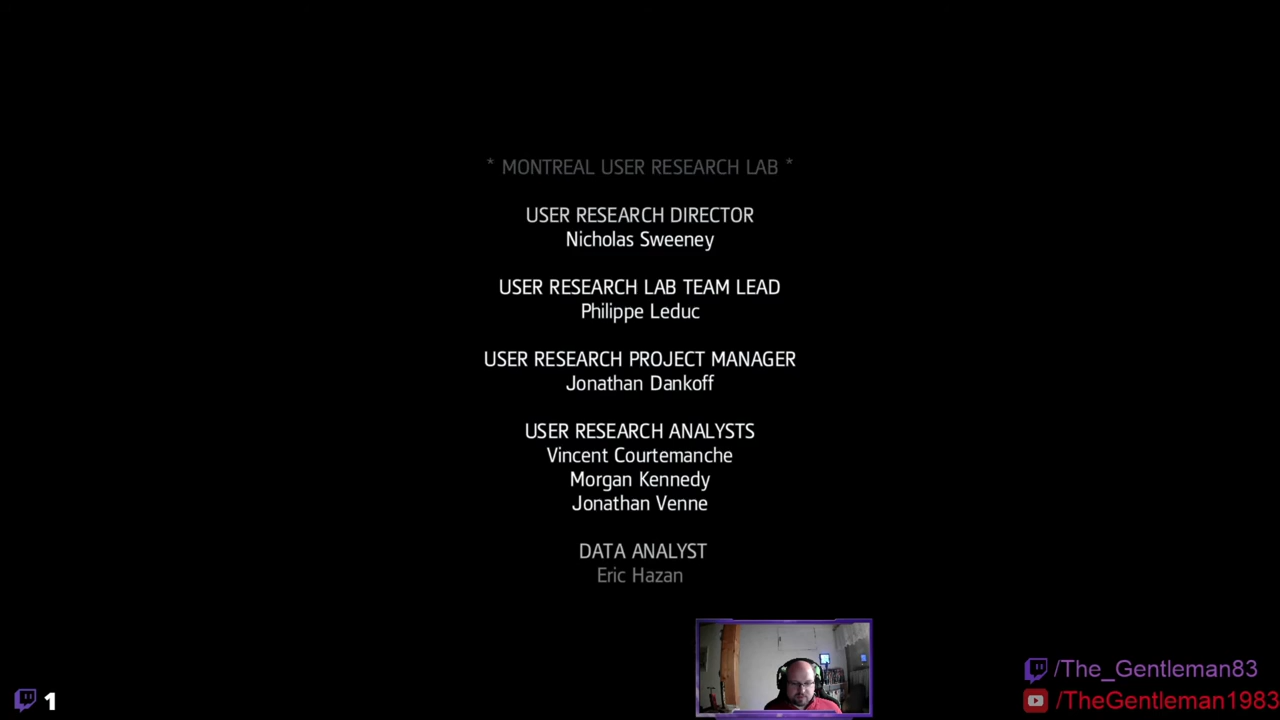 * MONTREAL USER RESEARCH LAB *
USER RESEARCH DIRECTOR
Nicholas Sweeney
USER RESEARCH LAB TEAM LEAD
Philippe Leduc
USER RESEARCH PROJECT MANAGER
Jonathan Dankoff
USER RESEARCH ANALYSTS
Vincent Courtemanche
Morgan Kennedy
Jonathan Venne
DATA ANALYST
Eric Hazan
/The_Gentleman83
/TheGentleman1983
1